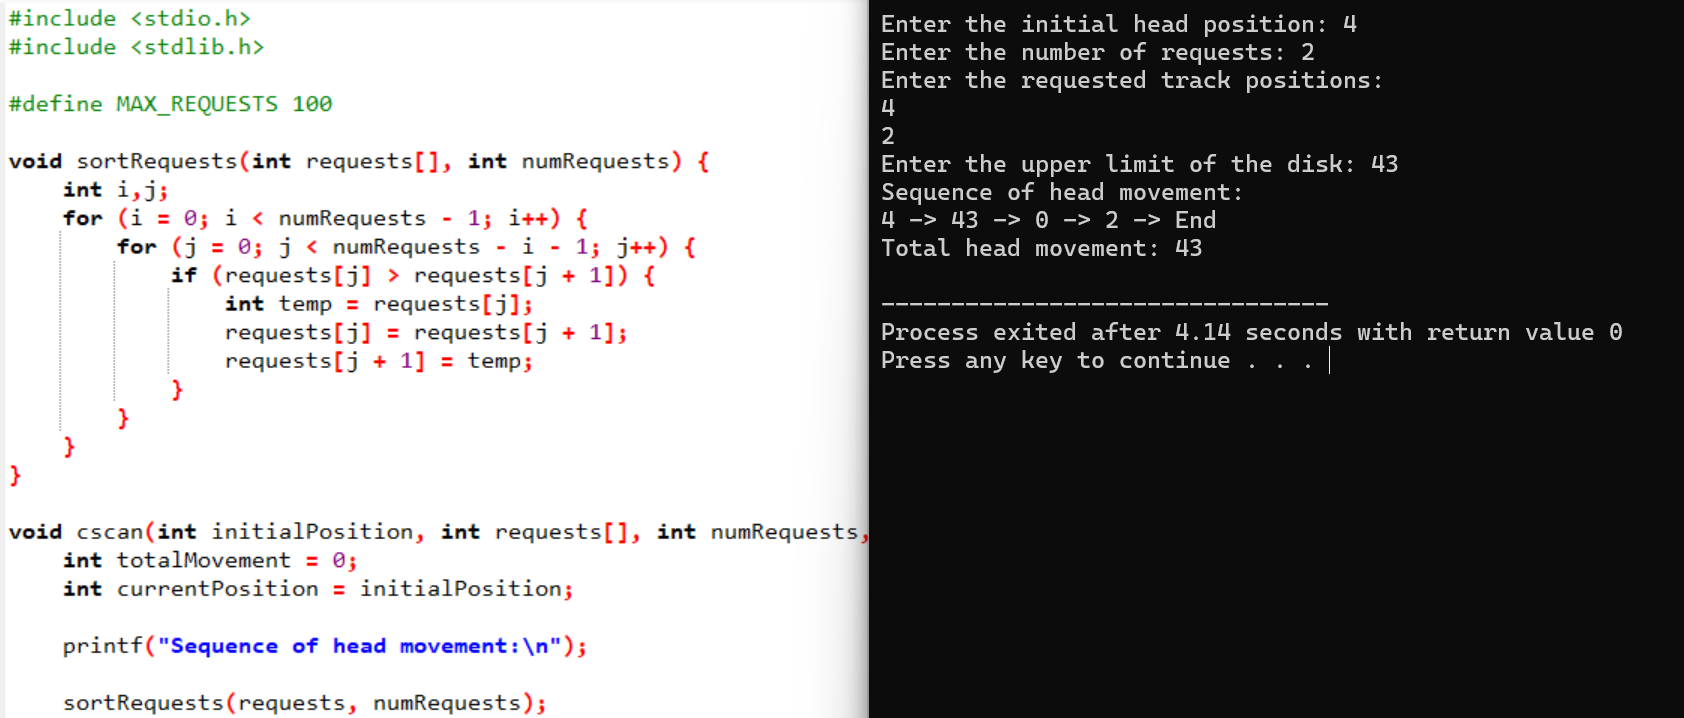 #include <stdio.h>
#include <stdlib.h>

#define MAX_REQUESTS 100

void sortRequests(int requests[], int numRequests) {
    int i,j;
    for (i = 0; i < numRequests - 1; i++) {
        for (j = 0; j < numRequests - i - 1; j++) {
            if (requests[j] > requests[j + 1]) {
                int temp = requests[j];
                requests[j] = requests[j + 1];
                requests[j + 1] = temp;
            }
        }
    }
}

void cscan(int initialPosition, int requests[], int numRequests,
    int totalMovement = 0;
    int currentPosition = initialPosition;

    printf("Sequence of head movement:\n");

    sortRequests(requests, numRequests);
Enter the initial head position: 4
Enter the number of requests: 2
Enter the requested track positions:
4
2
Enter the upper limit of the disk: 43
Sequence of head movement:
4 -> 43 -> 0 -> 2 -> End
Total head movement: 43

--------------------------------
Process exited after 4.14 seconds with return value 0
Press any key to continue . . .